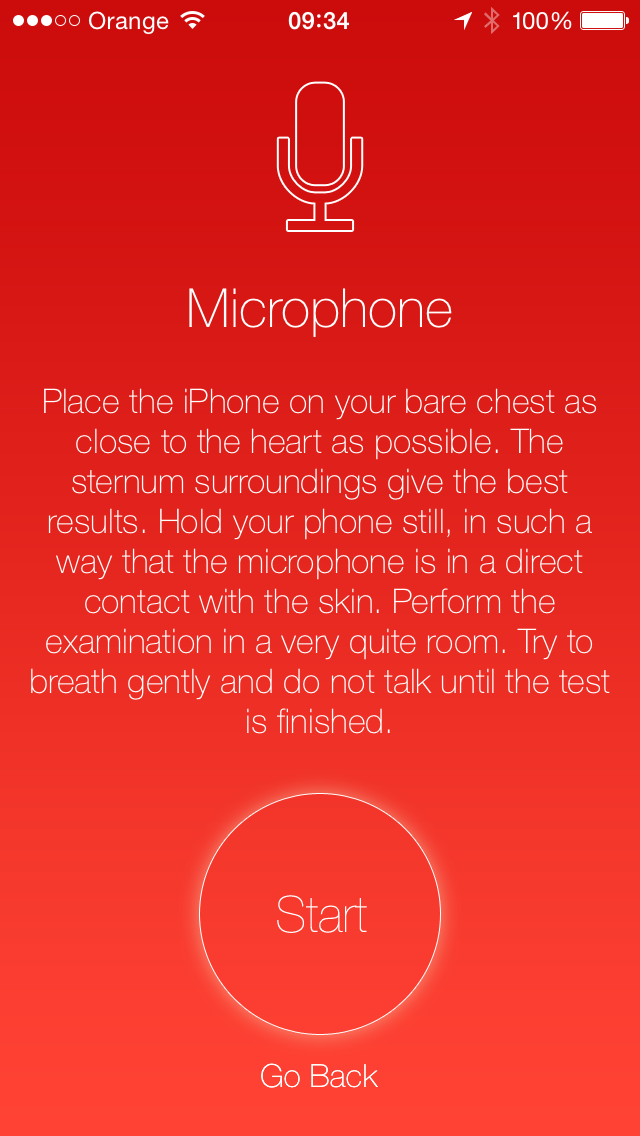 Orange 09:34 100%
Microphone
Place the iPhone on your bare chest as
close to the heart as possible. The
sternum surroundings give the best
results. Hold your phone still, in such a
way that the microphone is in a direct
contact with the skin. Perform the
examination in a very quite room. Try to
breath gently and do not talk until the test
is finished.
Start
Go Back